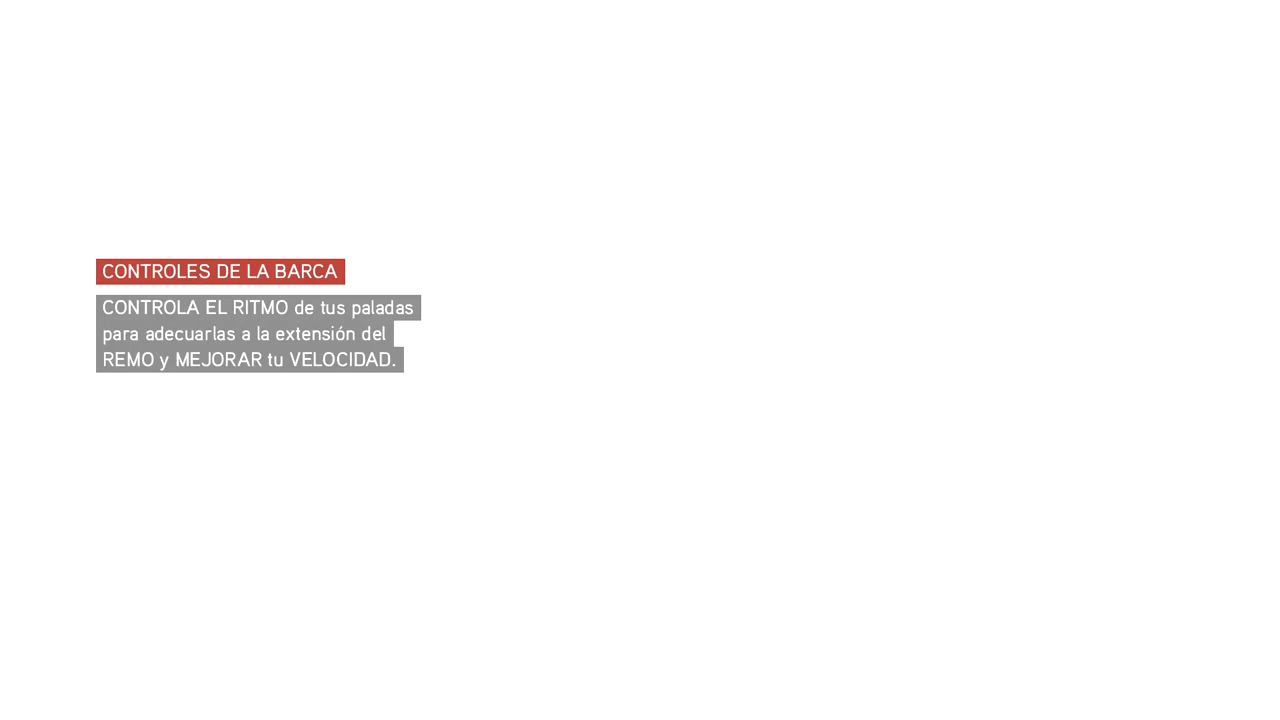 CONTROLES DE LA BARCA
CONTROLA EL RITMO de tus paladas
para adecuarlas a la extensión del
REMO y MEJORAR tu VELOCIDAD.